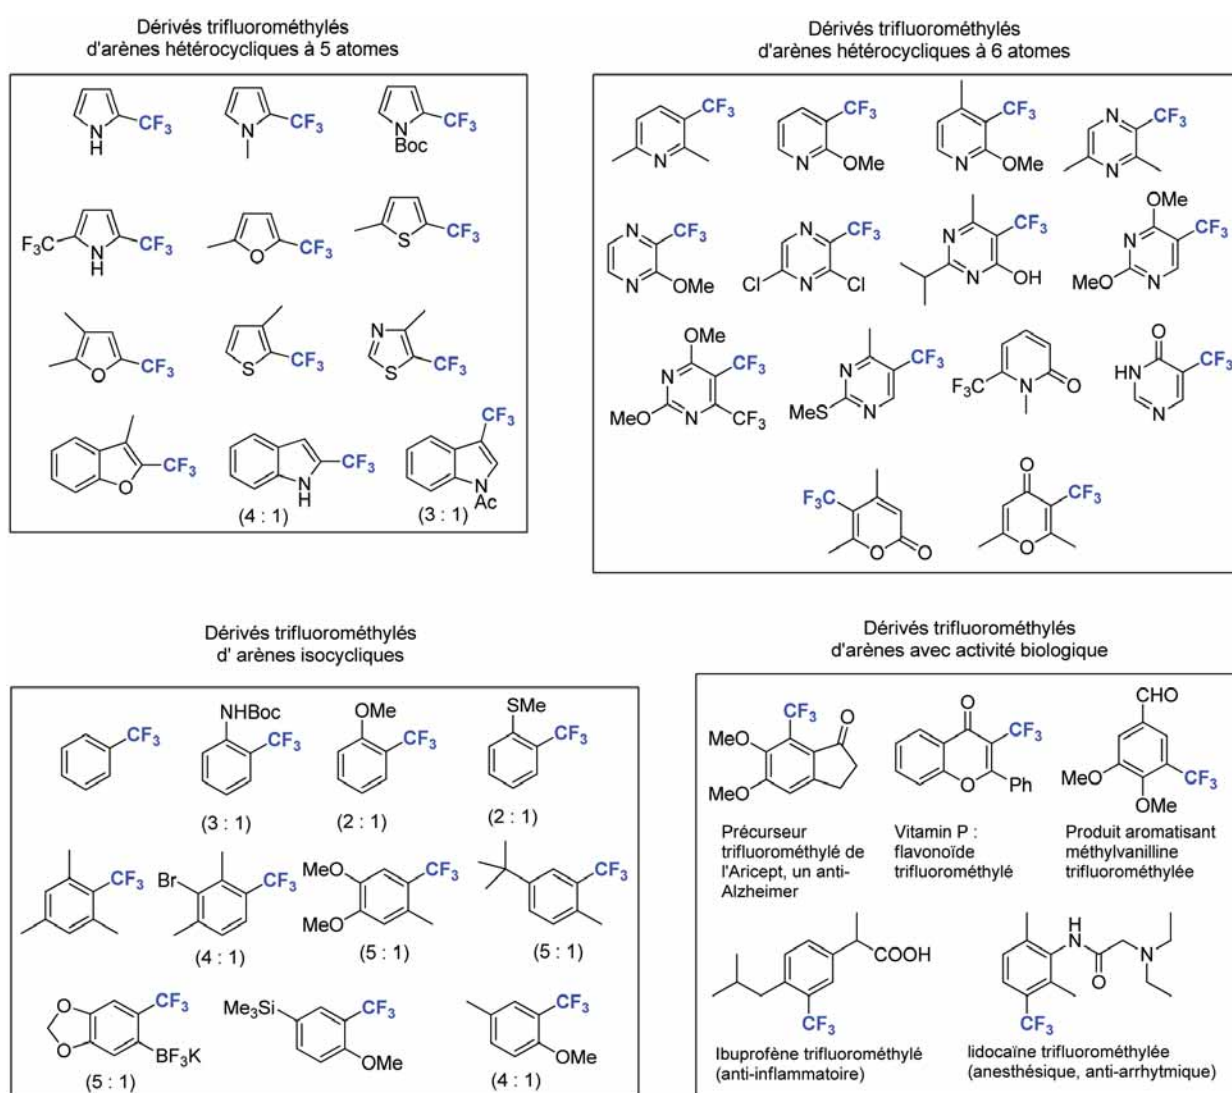 Dérivés trifluorométhylés
d'arènes hétérocycliques à 5 atomes
N
H
CF3
N
CF3
N
Boc
CF3
F3C
N
H
CF3
O
CF3
S
CF3
O
CF3
S
CF3
N
S
CF3
O
CF3
N
H
CF3
(4 : 1)
CF3
N
Ac
(3 : 1)
Dérivés trifluorométhylés
d'arènes hétérocycliques à 6 atomes
CF3
N
CF3
N
OMe
CF3
N
OMe
N
CF3
N
N
CF3
N
OMe
N
CF3
Cl
N
Cl
N
CF3
N
OH
OMe
N
CF3
MeO
N
OMe
N
CF3
MeO
N
CF3
N
CF3
MeS
N
F3C
N
O
O
HN
CF3
N
F3C
O
O
O
CF3
O
Dérivés trifluorométhylés
d' arènes isocycliques
CF3
NHBoc
CF3
(3 : 1)
OMe
CF3
(2 : 1)
SMe
CF3
(2 : 1)
CF3
Br
CF3
(4 : 1)
MeO
CF3
MeO
(5 : 1)
CF3
(5 : 1)
O
CF3
O
BF3K
(5 : 1)
Me3Si
CF3
OMe
CF3
OMe
(4 : 1)
Dérivés trifluorométhylés
d'arènes avec activité biologique
CF3
O
MeO
MeO
Précurseur
trifluorométhylé de
l'Aricept, un anti-
Alzheimer
O
CF3
O
Ph
Vitamin P :
flavonoïde
trifluorométhylé
CHO
MeO
CF3
OMe
Produit aromatisant
méthylvanilline
trifluorométhylée
COOH
CF3
Ibuprofène trifluorométhylé
(anti-inflammatoire)
H
N
O
N
CF3
lidocaïne trifluorométhylée
(anesthésique, anti-arrhytmique)